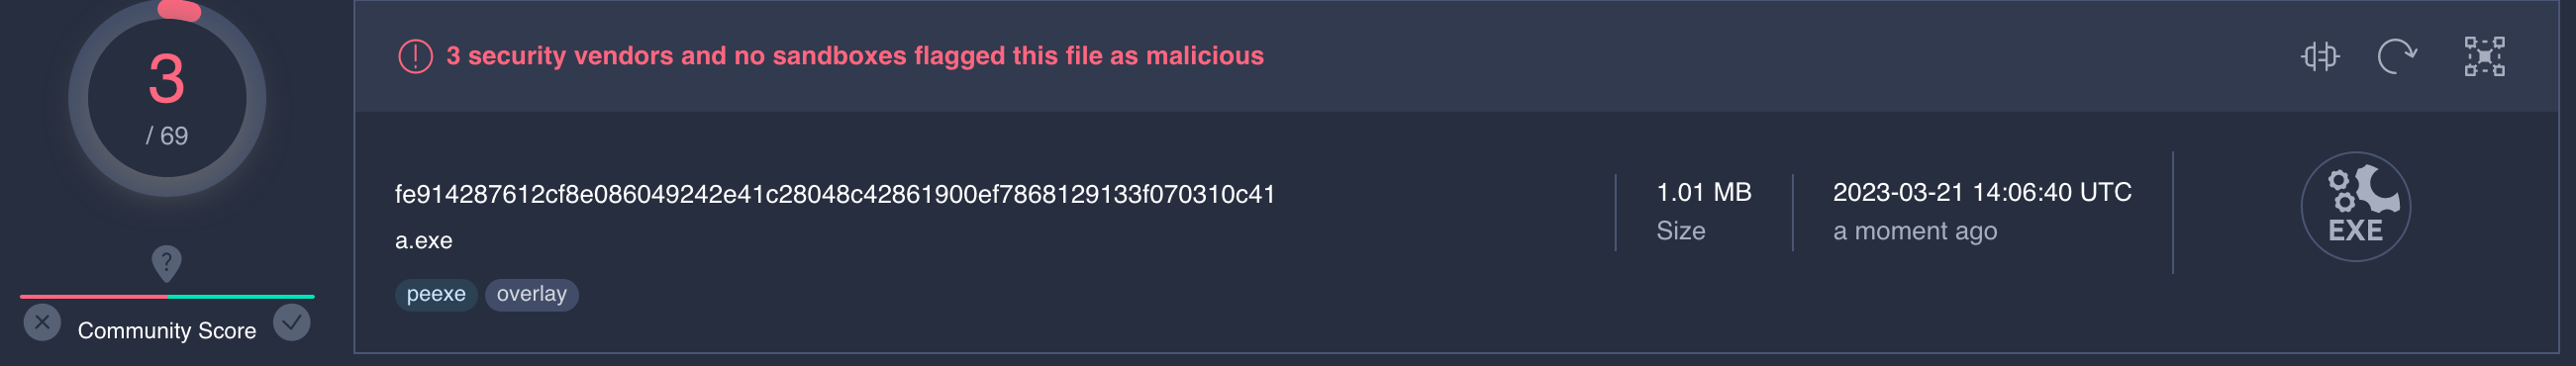 3
/ 69
?
Community Score
3 security vendors and no sandboxes flagged this file as malicious
fe914287612cf8e086049242e41c28048c42861900ef7868129133f070310c41
a.exe
peexe overlay
1.01 MB
Size
2023-03-21 14:06:40 UTC
a moment ago
EXE